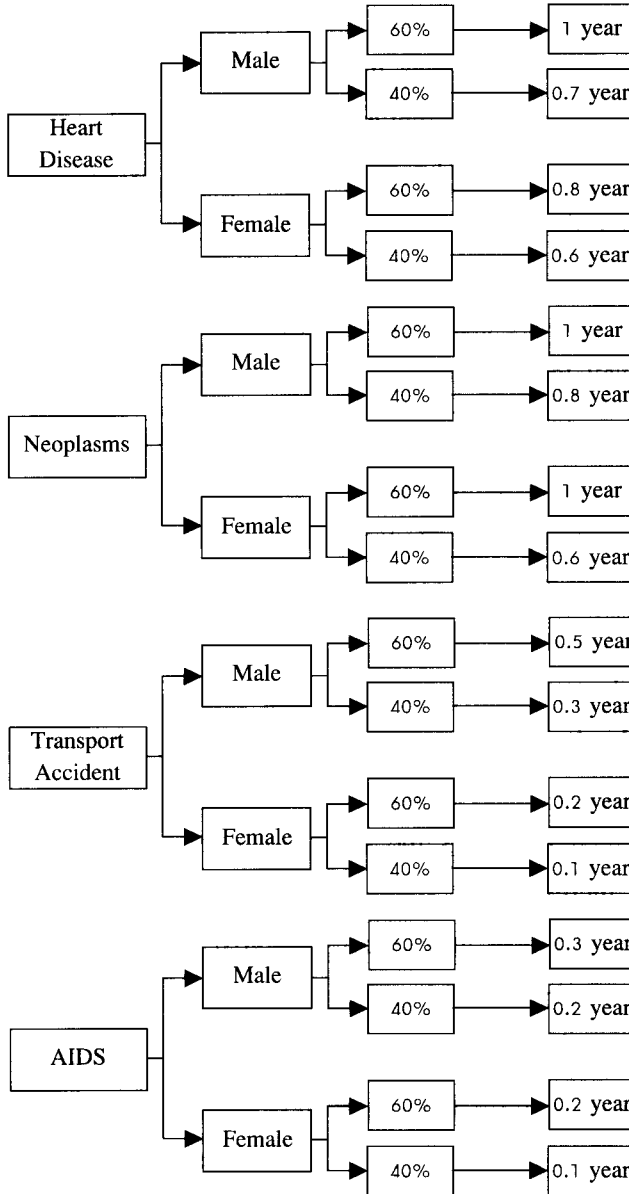 60%
1 year
Male
40%
0.7 year
Heart
Disease
60%
0.8 year
Female
40%
0.6 year
60%
1 year
Male
40%
0.8 year
Neoplasms
60%
1 year
Female
40%
0.6 year
60%
0.5 year
Male
40%
0.3 year
Transport
Accident
60%
0.2 year
Female
40%
0.1 year
60%
0.3 year
Male
40%
0.2 year
AIDS
60%
0.2 year
Female
40%
0.1 year